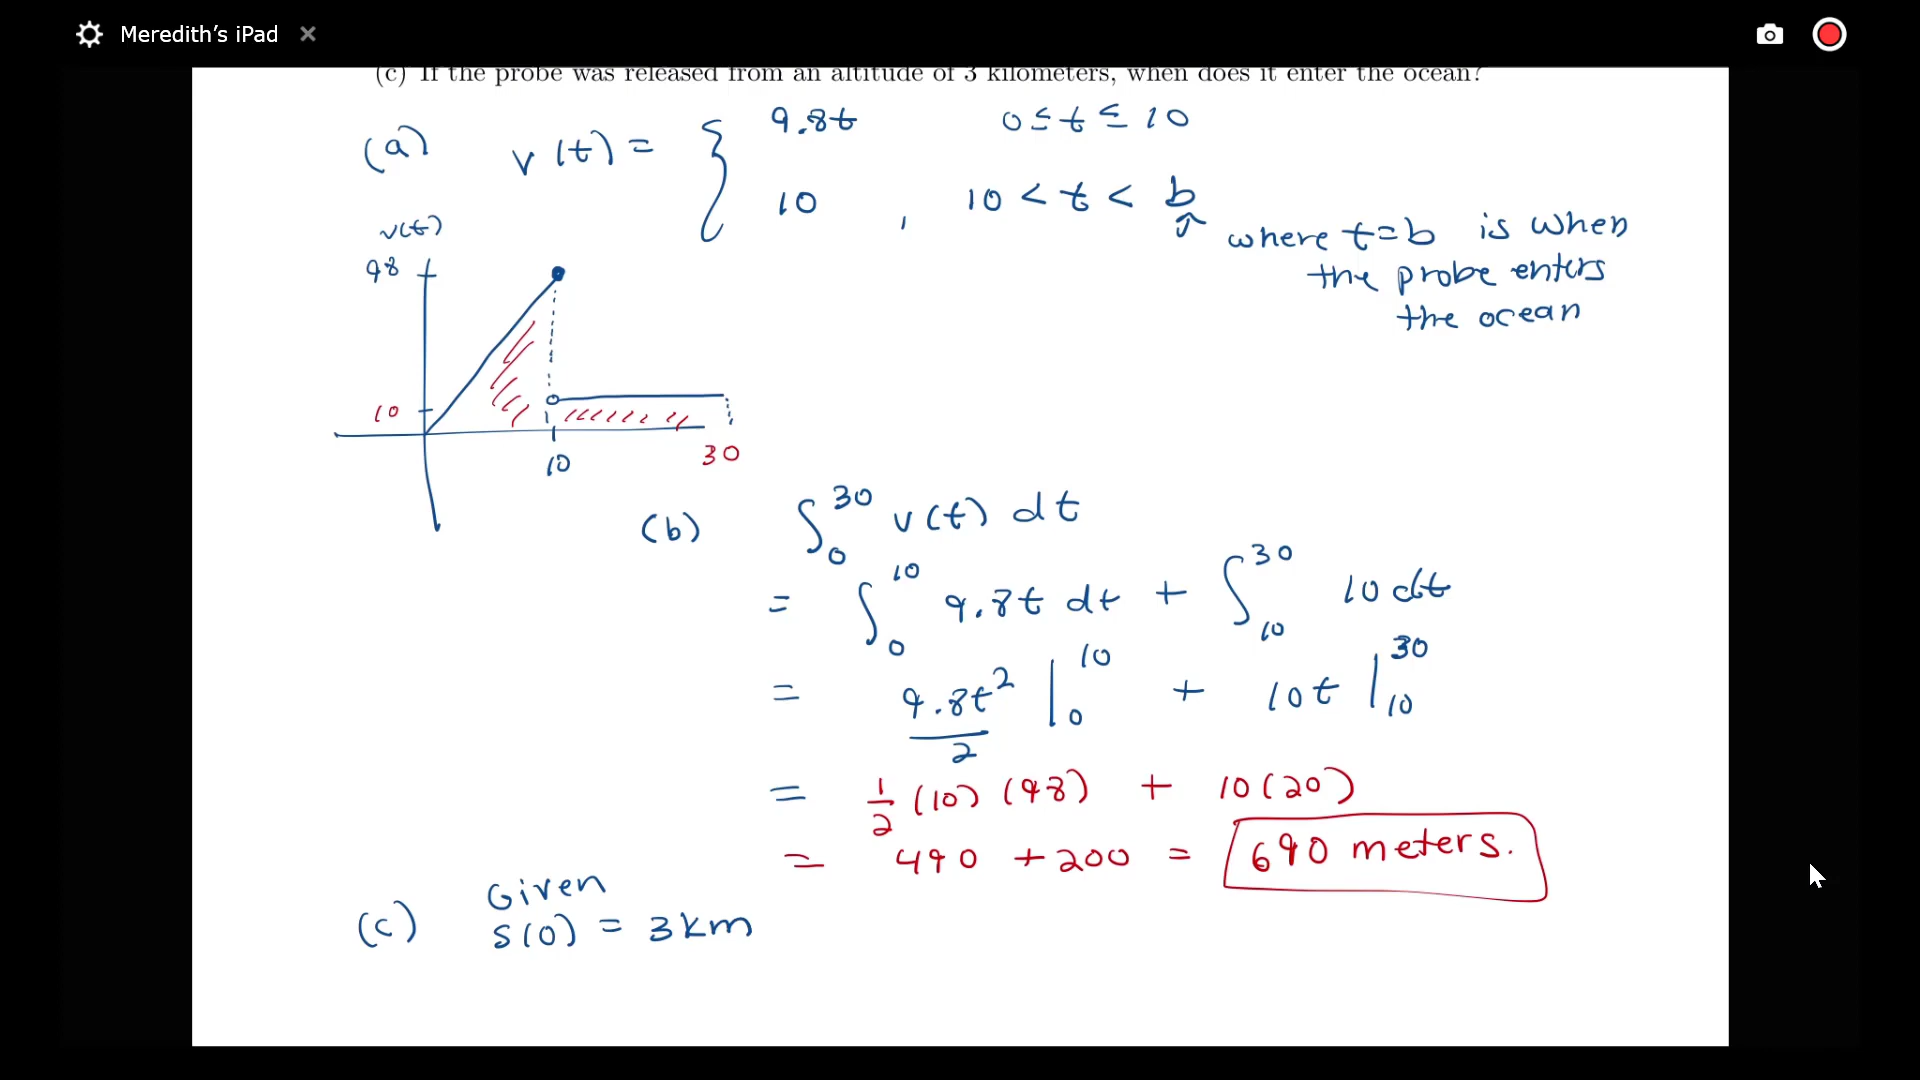 Meredith's iPad
(c) If the probe was released from an altitude of 3 kilometers, when does it enter the ocean?
(a) v(t) = { 9.8t 0 ≤ t ≤ 10
10 , 10 < t < b
where t=b is when
the probe enters
the ocean
v(t)
98
10
10
30
(b) ∫₀³⁰ v(t) dt
= ∫₀¹⁰ 9.8t dt + ∫₁₀³⁰ 10 dt
= 9.8t²/2 |₀¹⁰ + 10t |₁₀³⁰
= 1/2 (10) (98) + 10(20)
= 490 + 200 = 690 meters.
Given
(c) s(0) = 3km